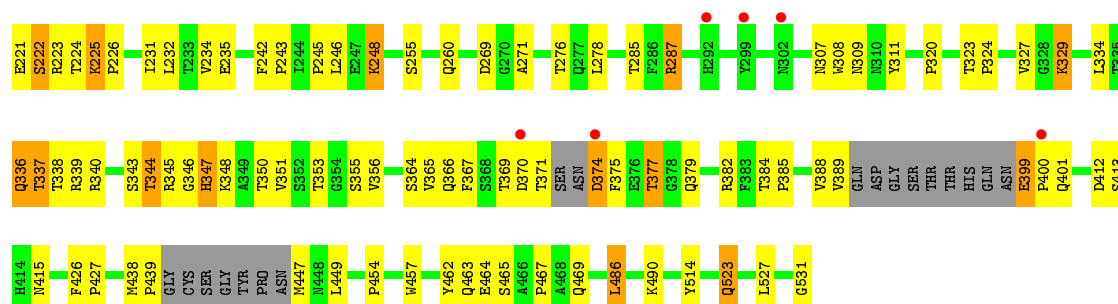 E221 S222 R223 T224 K225 P226 I231 L232 T233 V234 E235 F242 P243 I244 P245 L246 E247 K248 S255 Q260 D269 G270 A271 T276 Q277 L278 T285 F286 R287 H292 Y299 N302 N307 W308 N309 N310 Y311 P320 T323 P324 V327 G328 K329 L334 T335
Q336 T337 T338 R339 R340 S343 T344 R345 G346 H347 K348 A349 T350 V351 S352 T353 G354 S355 V356 S364 V365 Q366 F367 S368 T369 D370 T371 SER ASN D374 F375 E376 T377 G378 Q379 R382 F383 T384 P385 V388 V389 GLN ASP GLY SER THR THR HIS GLN ASN E399 P400 Q401 D412 S413
H414 N415 F426 P427 M438 P439 GLY CYS SER GLY TYR PRO ASN M447 N448 L449 P454 W457 Y462 Q463 E464 S465 A466 P467 A468 Q469 L486 K490 Y514 Q523 L527 G531